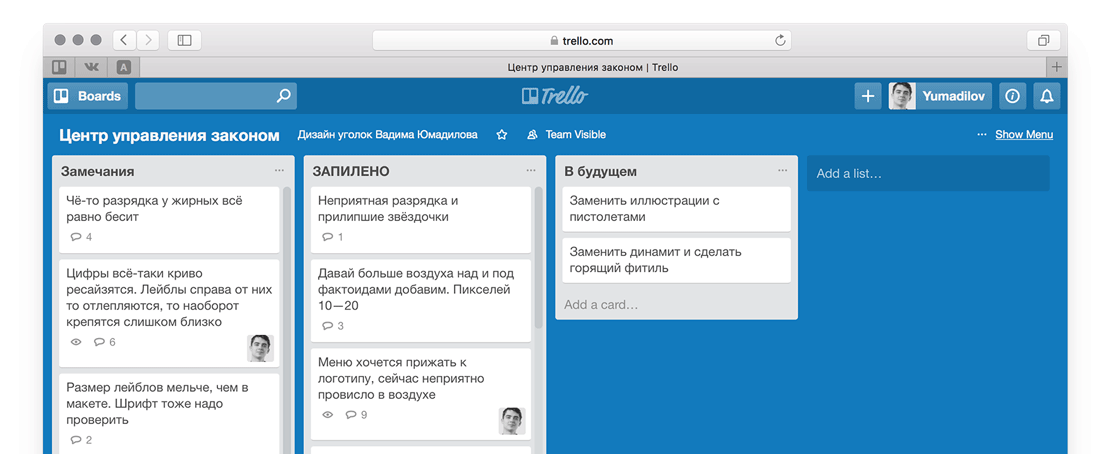 trello.com
Центр управления законом | Trello
Boards
Trello
Yumadilov
Центр управления законом
Дизайн уголок Вадима Юмадилова
Team Visible
... Show Menu
Замечания ...
Чё-то разрядка у жирных всё
равно бесит
4
Цифры всё-таки криво
ресайзятся. Лейблы справа от них
то отлепляются, то наоборот
крепятся слишком близко
6
Размер лейблов мельче, чем в
макете. Шрифт тоже надо
проверить
2
ЗАПИЛЕНО ...
Неприятная разрядка и
прилипшие звёздочки
1
Давай больше воздуха над и под
фактоидами добавим. Пикселей
10—20
3
Меню хочется прижать к
логотипу, сейчас неприятно
провисло в воздухе
9
В будущем ...
Заменить иллюстрации с
пистолетами
Заменить динамит и сделать
горящий фитиль
Add a card...
Add a list...